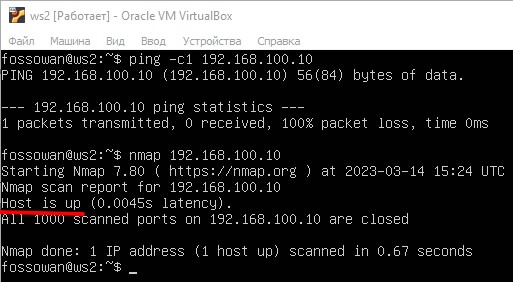 ws2 [Работает] - Oracle VM VirtualBox
Файл Машина Вид Ввод Устройства Справка
fossowan@ws2:~$ ping -c1 192.168.100.10
PING 192.168.100.10 (192.168.100.10) 56(84) bytes of data.
--- 192.168.100.10 ping statistics ---
1 packets transmitted, 0 received, 100% packet loss, time 0ms
fossowan@ws2:~$ nmap 192.168.100.10
Starting Nmap 7.80 ( https://nmap.org ) at 2023-03-14 15:24 UTC
Nmap scan report for 192.168.100.10
Host is up (0.0045s latency).
All 1000 scanned ports on 192.168.100.10 are closed
Nmap done: 1 IP address (1 host up) scanned in 0.67 seconds
fossowan@ws2:~$ _